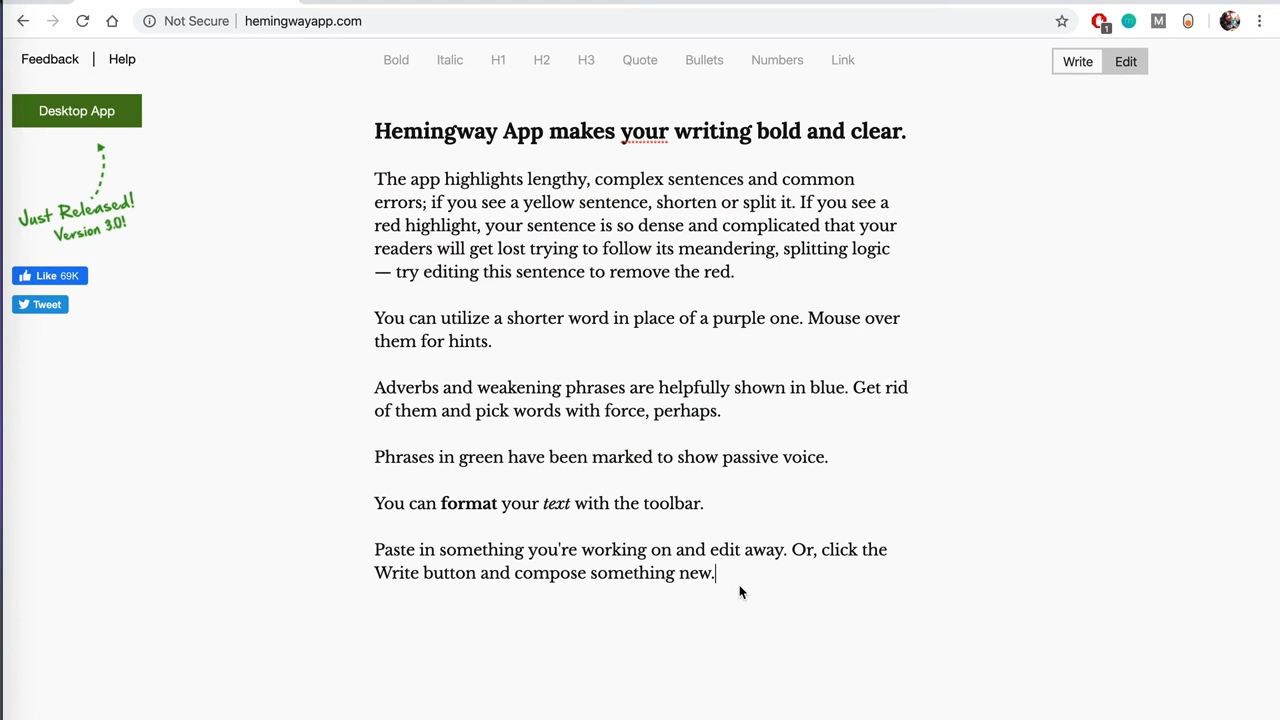 Not Secure | hemingwayapp.com
1
M
Feedback | Help
Bold Italic H1 H2 H3 Quote Bullets Numbers Link
Write Edit
Desktop App
Just Released!
Version 3.0!
Like 69K
Tweet
Hemingway App makes your writing bold and clear.
The app highlights lengthy, complex sentences and common
errors; if you see a yellow sentence, shorten or split it. If you see a
red highlight, your sentence is so dense and complicated that your
readers will get lost trying to follow its meandering, splitting logic
— try editing this sentence to remove the red.
You can utilize a shorter word in place of a purple one. Mouse over
them for hints.
Adverbs and weakening phrases are helpfully shown in blue. Get rid
of them and pick words with force, perhaps.
Phrases in green have been marked to show passive voice.
You can format your text with the toolbar.
Paste in something you're working on and edit away. Or, click the
Write button and compose something new.